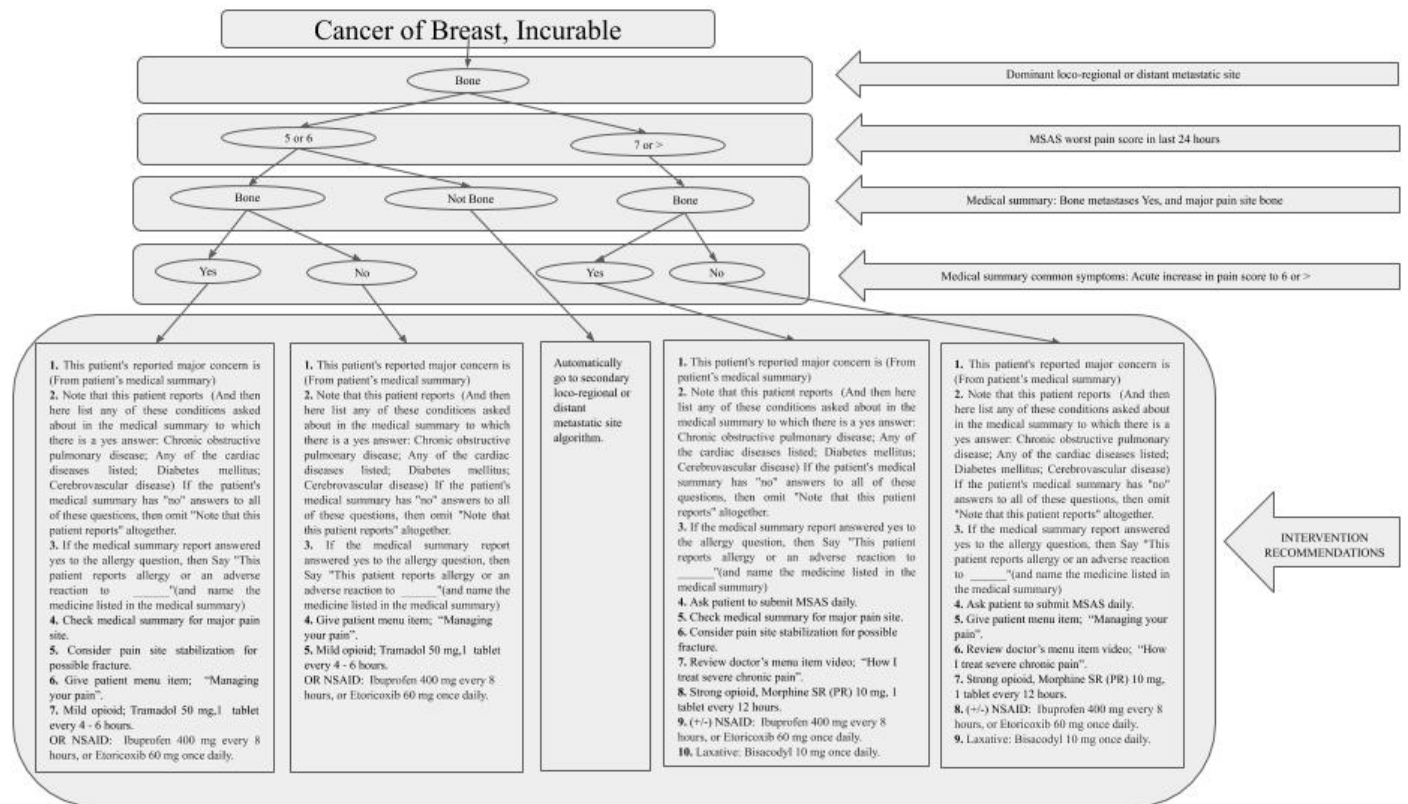 Cancer of Breast, Incurable
Bone
Dominant loco-regional or distant metastatic site
5 or 6
7 or >
MSAS worst pain score in last 24 hours
Bone
Not Bone
Bone
Medical summary: Bone metastases Yes, and major pain site bone
Yes
No
Yes
No
Medical summary common symptoms: Acute increase in pain score to 6 or >
1. This patient's reported major concern is
(From patient's medical summary)
2. Note that this patient reports (And then
here list any of these conditions asked
about in the medical summary to which
there is a yes answer: Chronic obstructive
pulmonary disease; Any of the cardiac
diseases listed; Diabetes mellitus;
Cerebrovascular disease) If the patient's
medical summary has "no" answers to all
of these questions, then omit "Note that this
patient reports" altogether.
3. If the medical summary report answered
yes to the allergy question, then Say "This
patient reports allergy or an adverse
reaction to ______"(and name the
medicine listed in the medical summary)
4. Check medical summary for major pain
site.
5. Consider pain site stabilization for
possible fracture.
6. Give patient menu item; “Managing
your pain”.
7. Mild opioid; Tramadol 50 mg,1 tablet
every 4 - 6 hours.
OR NSAID: Ibuprofen 400 mg every 8
hours, or Etoricoxib 60 mg once daily.
1. This patient's reported major concern is
(From patient's medical summary)
2. Note that this patient reports (And then
here list any of these conditions asked
about in the medical summary to which
there is a yes answer: Chronic obstructive
pulmonary disease; Any of the cardiac
diseases listed; Diabetes mellitus;
Cerebrovascular disease) If the patient's
medical summary has "no" answers to all
of these questions, then omit "Note that
this patient reports" altogether.
3. If the medical summary report
answered yes to the allergy question, then
Say "This patient reports allergy or an
adverse reaction to ______"(and name the
medicine listed in the medical summary)
4. Give patient menu item; “Managing
your pain”.
5. Mild opioid; Tramadol 50 mg,1 tablet
every 4 - 6 hours.
OR NSAID: Ibuprofen 400 mg every 8
hours, or Etoricoxib 60 mg once daily.
Automatically
go to secondary
loco-regional or
distant
metastatic site
algorithm.
1. This patient's reported major concern is (From
patient's medical summary)
2. Note that this patient reports (And then here
list any of these conditions asked about in the
medical summary to which there is a yes answer:
Chronic obstructive pulmonary disease; Any of the
cardiac diseases listed; Diabetes mellitus;
Cerebrovascular disease) If the patient's medical
summary has "no" answers to all of these
questions, then omit "Note that this patient
reports" altogether.
3. If the medical summary report answered yes to
the allergy question, then Say "This patient
reports allergy or an adverse reaction to
______"(and name the medicine listed in the
medical summary)
4. Ask patient to submit MSAS daily.
5. Check medical summary for major pain site.
6. Consider pain site stabilization for possible
fracture.
7. Review doctor's menu item video; “How I
treat severe chronic pain”.
8. Strong opioid, Morphine SR (PR) 10 mg, 1
tablet every 12 hours.
9. (+/-) NSAID: Ibuprofen 400 mg every 8
hours, or Etoricoxib 60 mg once daily.
10. Laxative: Bisacodyl 10 mg once daily.
1. This patient's reported major concern is
(From patient's medical summary)
2. Note that this patient reports (And then
here list any of these conditions asked about
in the medical summary to which there is a
yes answer: Chronic obstructive pulmonary
disease; Any of the cardiac diseases listed;
Diabetes mellitus; Cerebrovascular disease)
If the patient's medical summary has "no"
answers to all of these questions, then omit
"Note that this patient reports" altogether.
3. If the medical summary report answered
yes to the allergy question, then Say "This
patient reports allergy or an adverse reaction
to ______"(and name the medicine listed in
the medical summary)
4. Ask patient to submit MSAS daily.
5. Give patient menu item; “Managing your
pain”.
6. Review doctor's menu item video; “How
I treat severe chronic pain”.
7. Strong opioid, Morphine SR (PR) 10 mg,
1 tablet every 12 hours.
8. (+/-) NSAID: Ibuprofen 400 mg every 8
hours, or Etoricoxib 60 mg once daily.
9. Laxative: Bisacodyl 10 mg once daily.
INTERVENTION
RECOMMENDATIONS